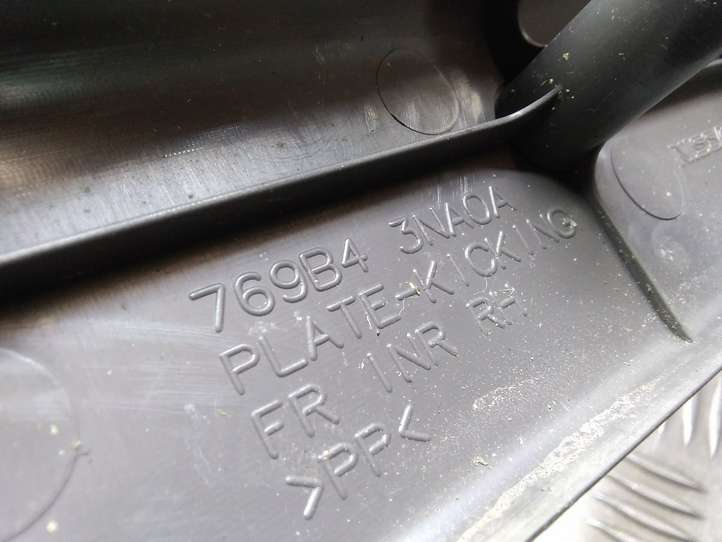 769B4 3NA0A
PLATE-KICKING
FR INR RH
>PP<